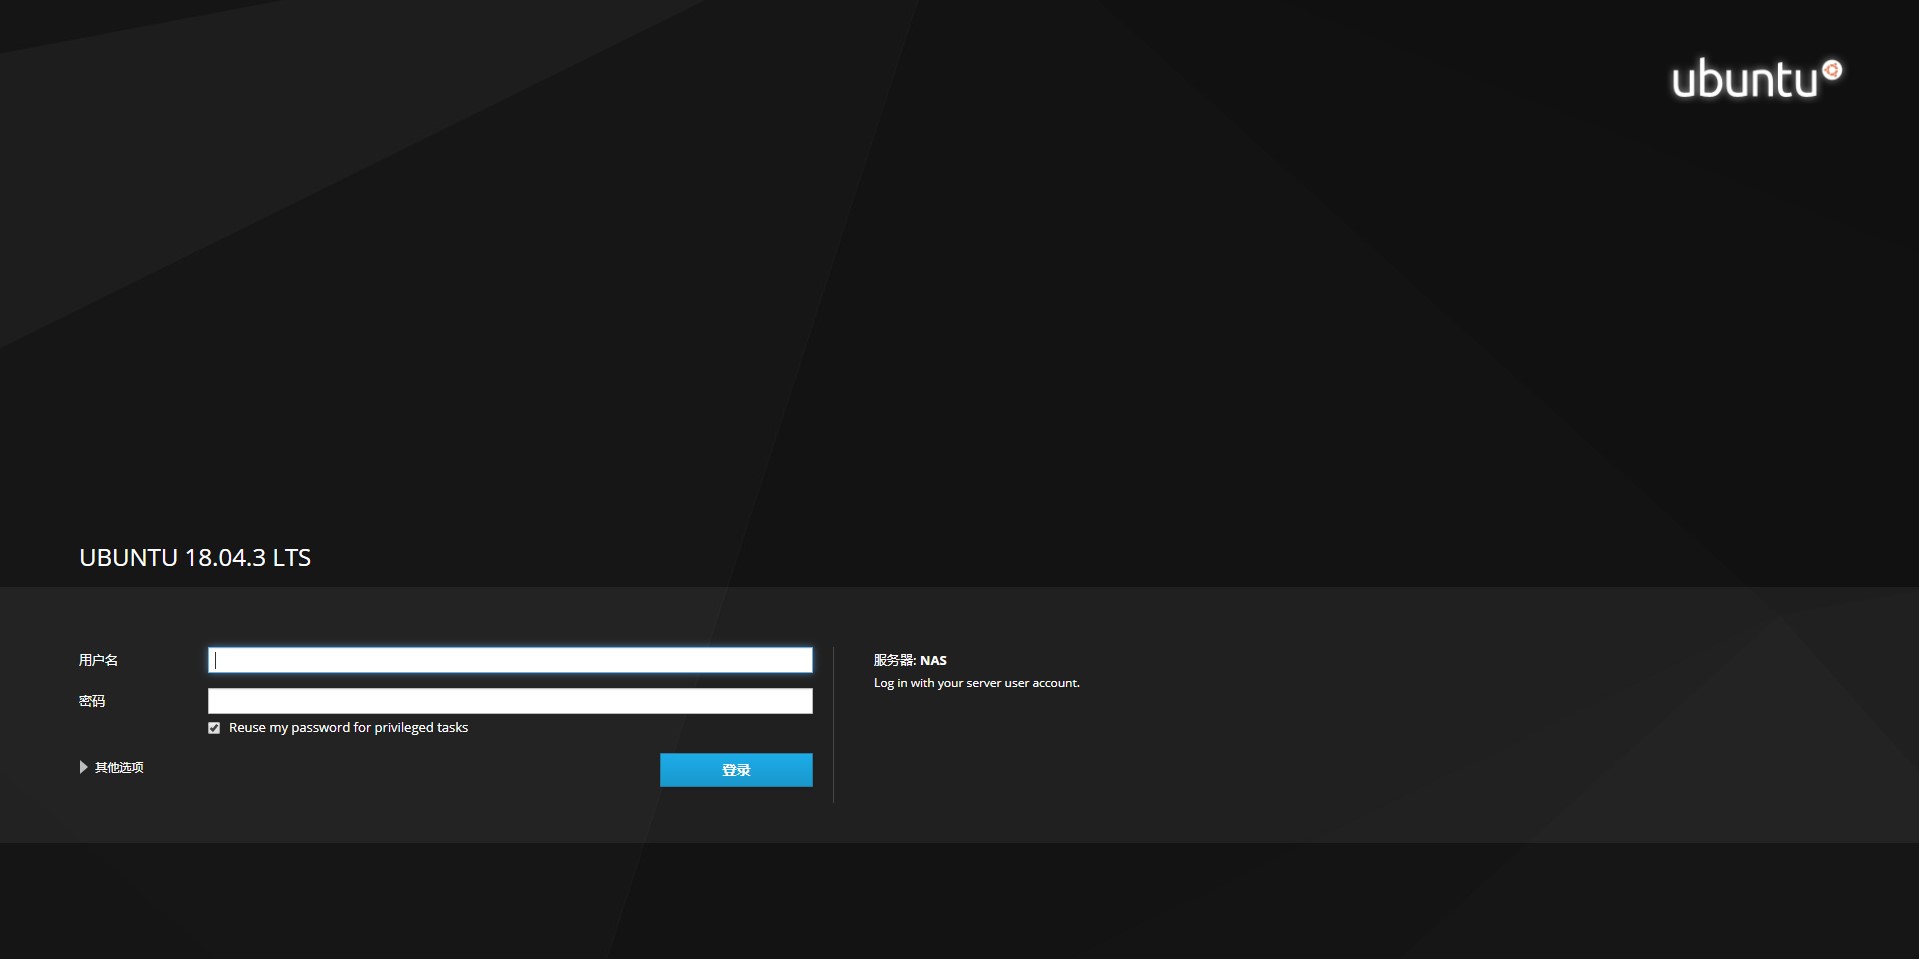 ubuntu
UBUNTU 18.04.3 LTS
用户名
密码
Reuse my password for privileged tasks
其他选项
登录
服务器: NAS
Log in with your server user account.